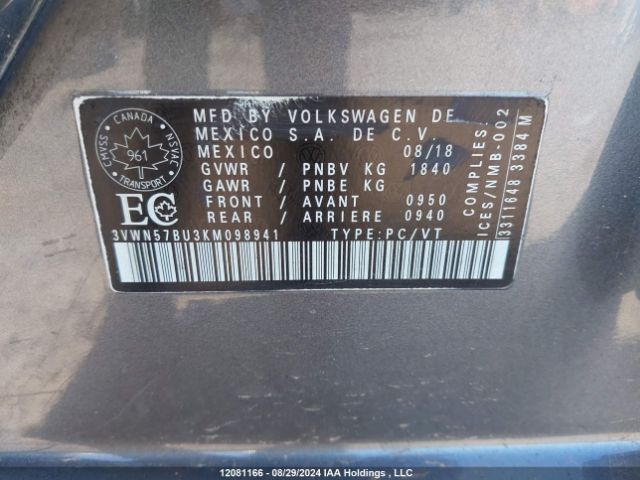 CANADA
CMVSS
NSVAC
961
TRANSPORT
EC
MFD BY VOLKSWAGEN DE
MEXICO S.A. DE C.V.
MEXICO 08/18
GVWR / PNBV KG 1840
GAWR / PNBE KG
FRONT / AVANT 0950
REAR / ARRIERE 0940
3VWN57BU3KM098941 TYPE:PC/VT
COMPLIES:
ICES/NMB-002
3311648 3384 M
12081166 - 08/29/2024 IAA Holdings , LLC